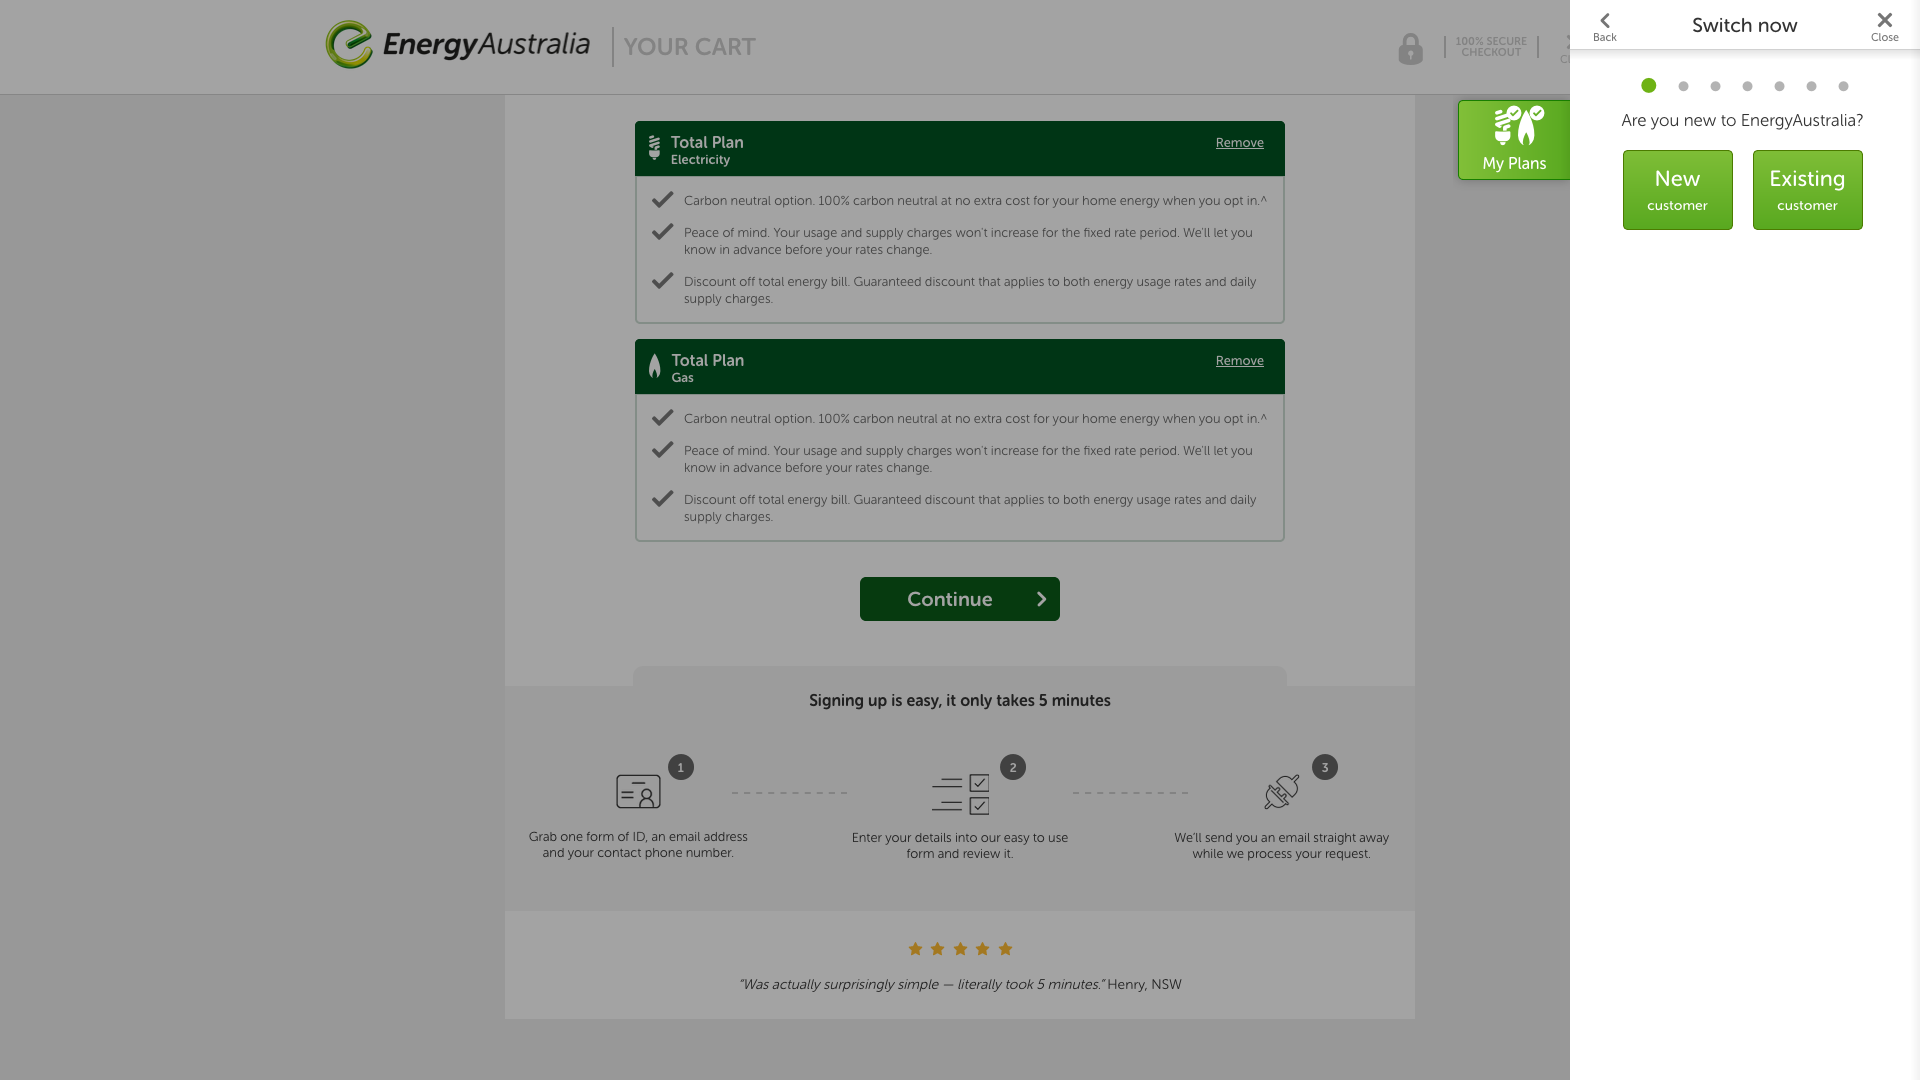 EnergyAustralia
YOUR CART
100% SECURE
CHECKOUT
Back
Switch now
Close
Are you new to EnergyAustralia?
New
customer
Existing
customer
My Plans
Total Plan
Electricity
Remove
Carbon neutral option. 100% carbon neutral at no extra cost for your home energy when you opt in.^
Peace of mind. Your usage and supply charges won't increase for the fixed rate period. We'll let you
know in advance before your rates change.
Discount off total energy bill. Guaranteed discount that applies to both energy usage rates and daily
supply charges.
Total Plan
Gas
Remove
Carbon neutral option. 100% carbon neutral at no extra cost for your home energy when you opt in.^
Peace of mind. Your usage and supply charges won't increase for the fixed rate period. We'll let you
know in advance before your rates change.
Discount off total energy bill. Guaranteed discount that applies to both energy usage rates and daily
supply charges.
Continue
Signing up is easy, it only takes 5 minutes
1
2
3
Grab one form of ID, an email address
and your contact phone number.
Enter your details into our easy to use
form and review it.
We'll send you an email straight away
while we process your request.
“Was actually surprisingly simple — literally took 5 minutes.” Henry, NSW